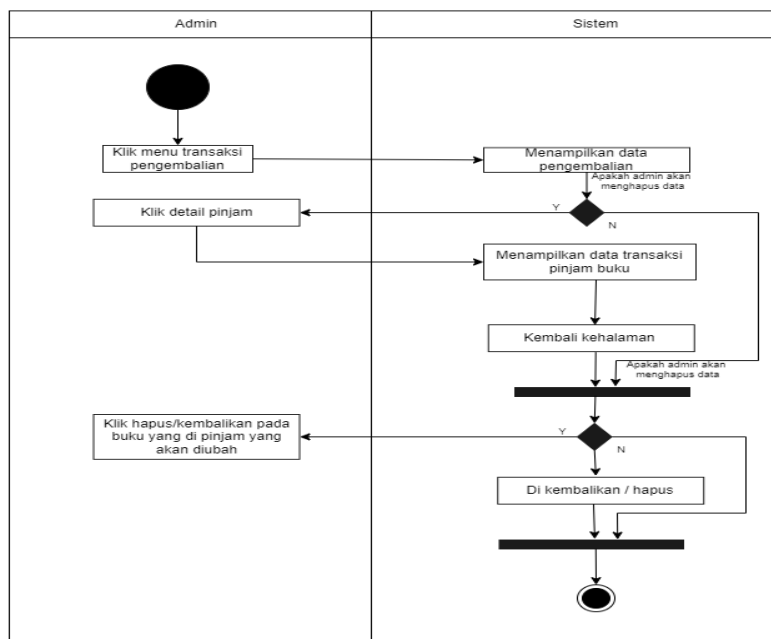 Admin
Sistem
Klik menu transaksi
pengembalian
Menampilkan data
pengembalian
Apakah admin akan
menghapus data
Y
N
Klik detail pinjam
Menampilkan data transaksi
pinjam buku
Kembali kehalaman
Apakah admin akan
menghapus data
Klik hapus/kembalikan pada
buku yang di pinjam yang
akan diubah
Y
N
Di kembalikan / hapus